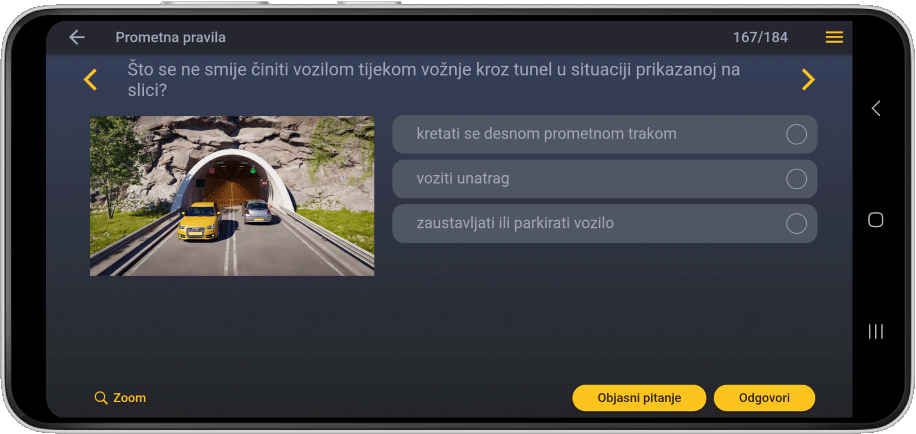 Prometna pravila
167/184
Što se ne smije činiti vozilom tijekom vožnje kroz tunel u situaciji prikazanoj na
slici?
kretati se desnom prometnom trakom
voziti unatrag
zaustavljati ili parkirati vozilo
Zoom
Objasni pitanje
Odgovori